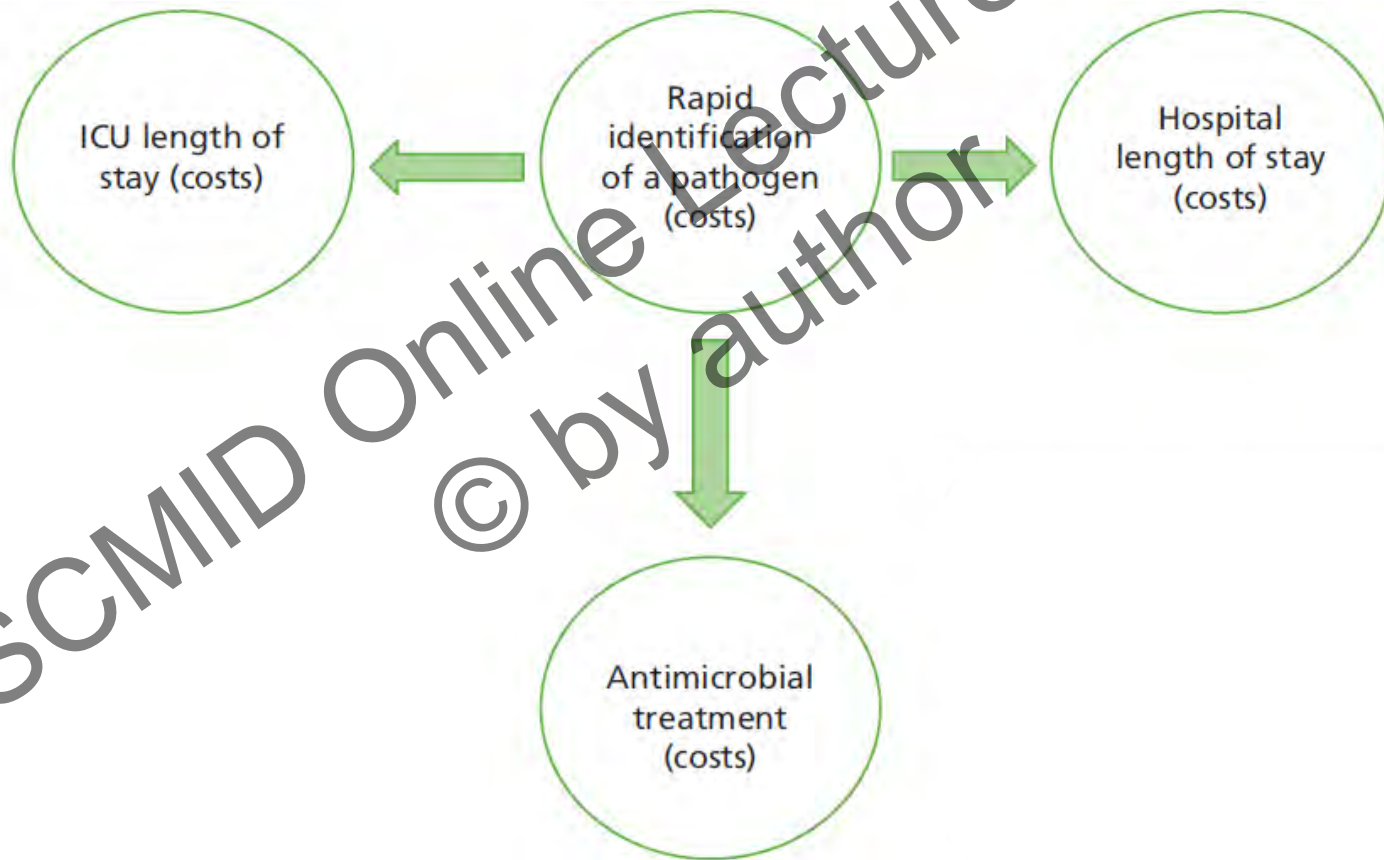 ICU length of
stay (costs)
Rapid
identification
of a pathogen
(costs)
Hospital
length of stay
(costs)
Antimicrobial
treatment
(costs)
SCMID Online Lecture
© by author